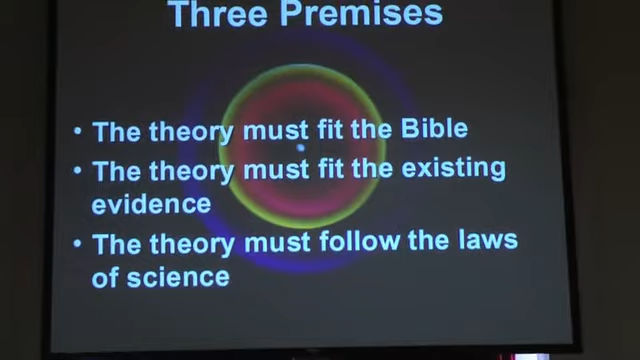 Three Premises
• The theory must fit the Bible
• The theory must fit the existing
evidence
• The theory must follow the laws
of science